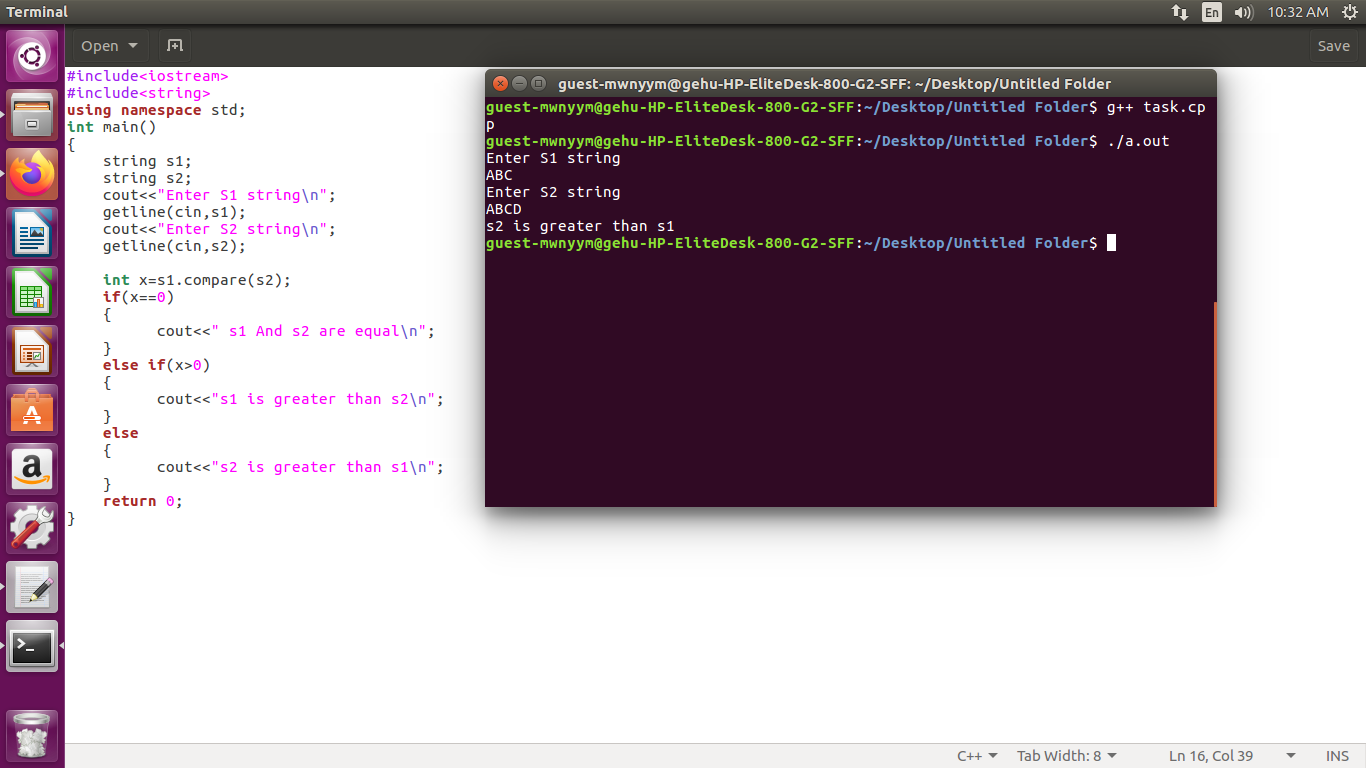 Terminal
En
10:32 AM
Open
Save
#include<iostream>
#include<string>
using namespace std;
int main()
{
    string s1;
    string s2;
    cout<<"Enter S1 string\n";
    getline(cin,s1);
    cout<<"Enter S2 string\n";
    getline(cin,s2);

    int x=s1.compare(s2);
    if(x==0)
    {
          cout<<" s1 And s2 are equal\n";
    }
    else if(x>0)
    {
          cout<<"s1 is greater than s2\n";
    }
    else
    {
          cout<<"s2 is greater than s1\n";
    }
    return 0;
}
guest-mwnyym@gehu-HP-EliteDesk-800-G2-SFF: ~/Desktop/Untitled Folder
guest-mwnyym@gehu-HP-EliteDesk-800-G2-SFF:~/Desktop/Untitled Folder$ g++ task.cp
p
guest-mwnyym@gehu-HP-EliteDesk-800-G2-SFF:~/Desktop/Untitled Folder$ ./a.out
Enter S1 string
ABC
Enter S2 string
ABCD
s2 is greater than s1
guest-mwnyym@gehu-HP-EliteDesk-800-G2-SFF:~/Desktop/Untitled Folder$
a
>_
C++
Tab Width: 8
Ln 16, Col 39
INS